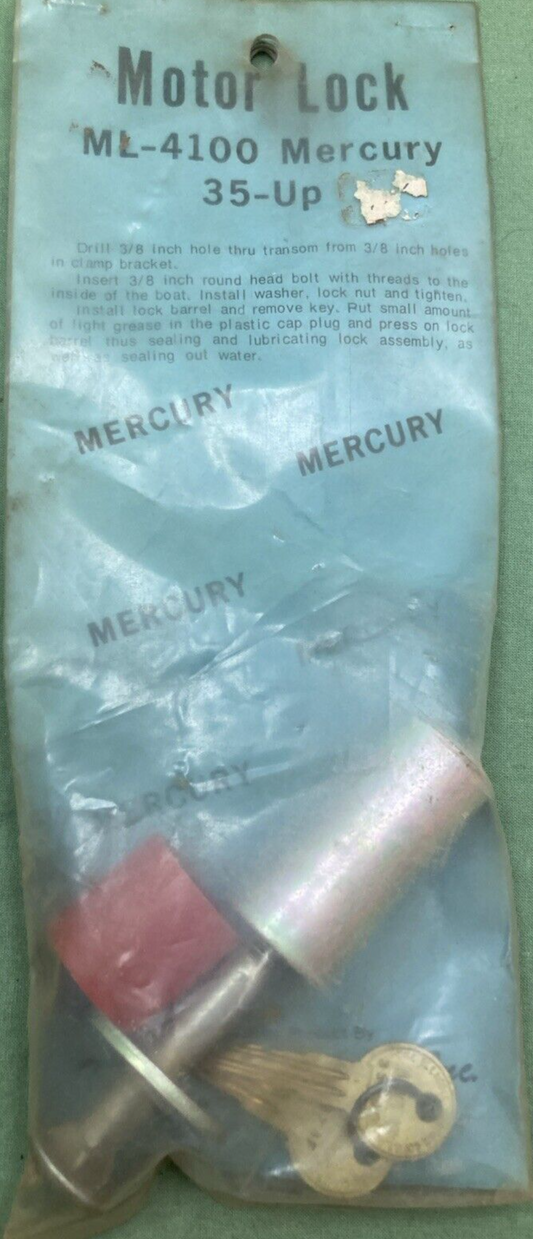 Motor Lock
ML-4100 Mercury
35-Up
Drill 3/8 inch hole thru transom from 3/8 inch holes
in clamp bracket.
Insert 3/8 inch round head bolt with threads to the
inside of the boat. Install washer, lock nut and tighten.
Install lock barrel and remove key. Put small amount
of light grease in the plastic cap plug and press on lock
barrel thus sealing and lubricating lock assembly, as
well as sealing out water.
MERCURY
MERCURY
MERCURY
MERCURY
By
Inc.